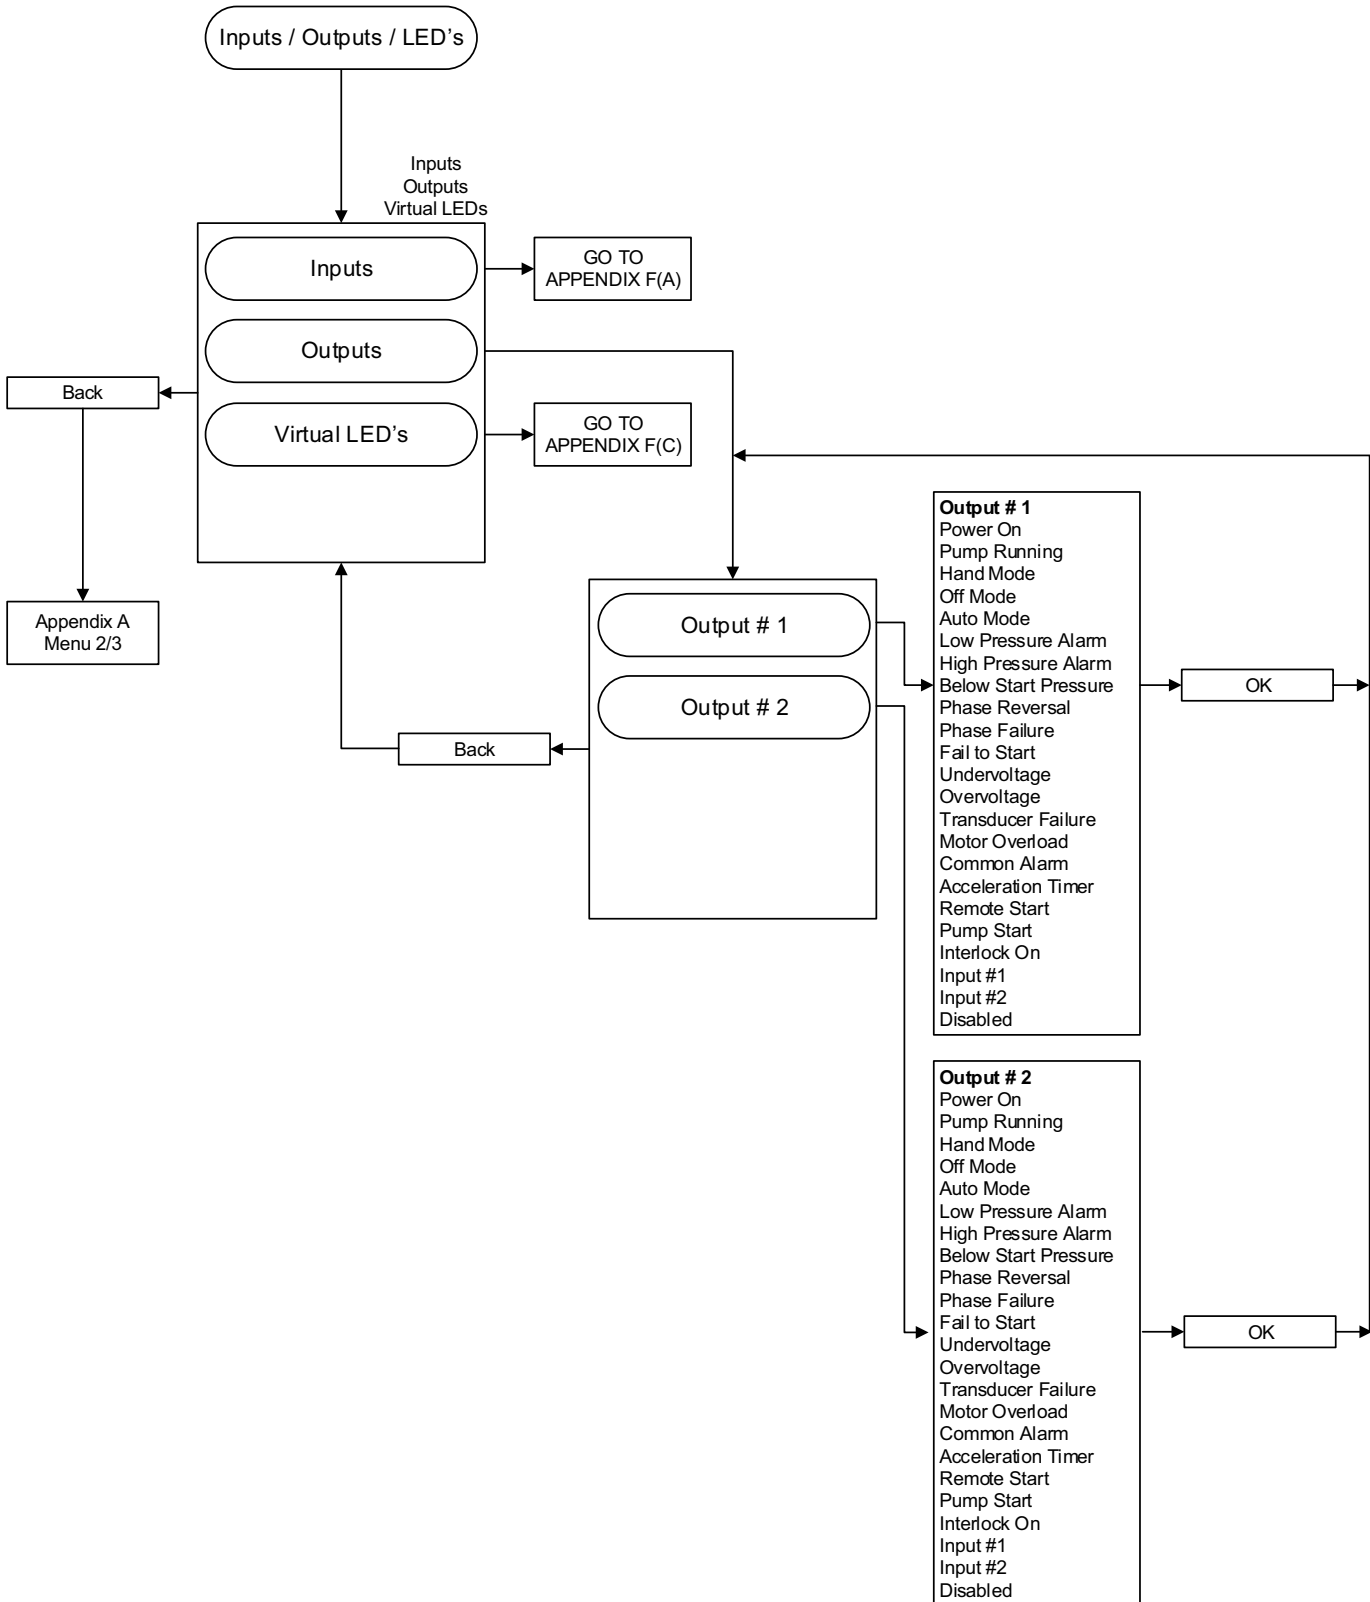 Inputs / Outputs / LED's
Inputs
Outputs
Virtual LEDs
Inputs
GO TO
APPENDIX F(A)
Outputs
Back
Virtual LED's
GO TO
APPENDIX F(C)
Appendix A
Menu 2/3
Output # 1
Output # 2
Back
Output # 1
Power On
Pump Running
Hand Mode
Off Mode
Auto Mode
Low Pressure Alarm
High Pressure Alarm
Below Start Pressure
Phase Reversal
Phase Failure
Fail to Start
Undervoltage
Overvoltage
Transducer Failure
Motor Overload
Common Alarm
Acceleration Timer
Remote Start
Pump Start
Interlock On
Input #1
Input #2
Disabled
OK
Output # 2
Power On
Pump Running
Hand Mode
Off Mode
Auto Mode
Low Pressure Alarm
High Pressure Alarm
Below Start Pressure
Phase Reversal
Phase Failure
Fail to Start
Undervoltage
Overvoltage
Transducer Failure
Motor Overload
Common Alarm
Acceleration Timer
Remote Start
Pump Start
Interlock On
Input #1
Input #2
Disabled
OK